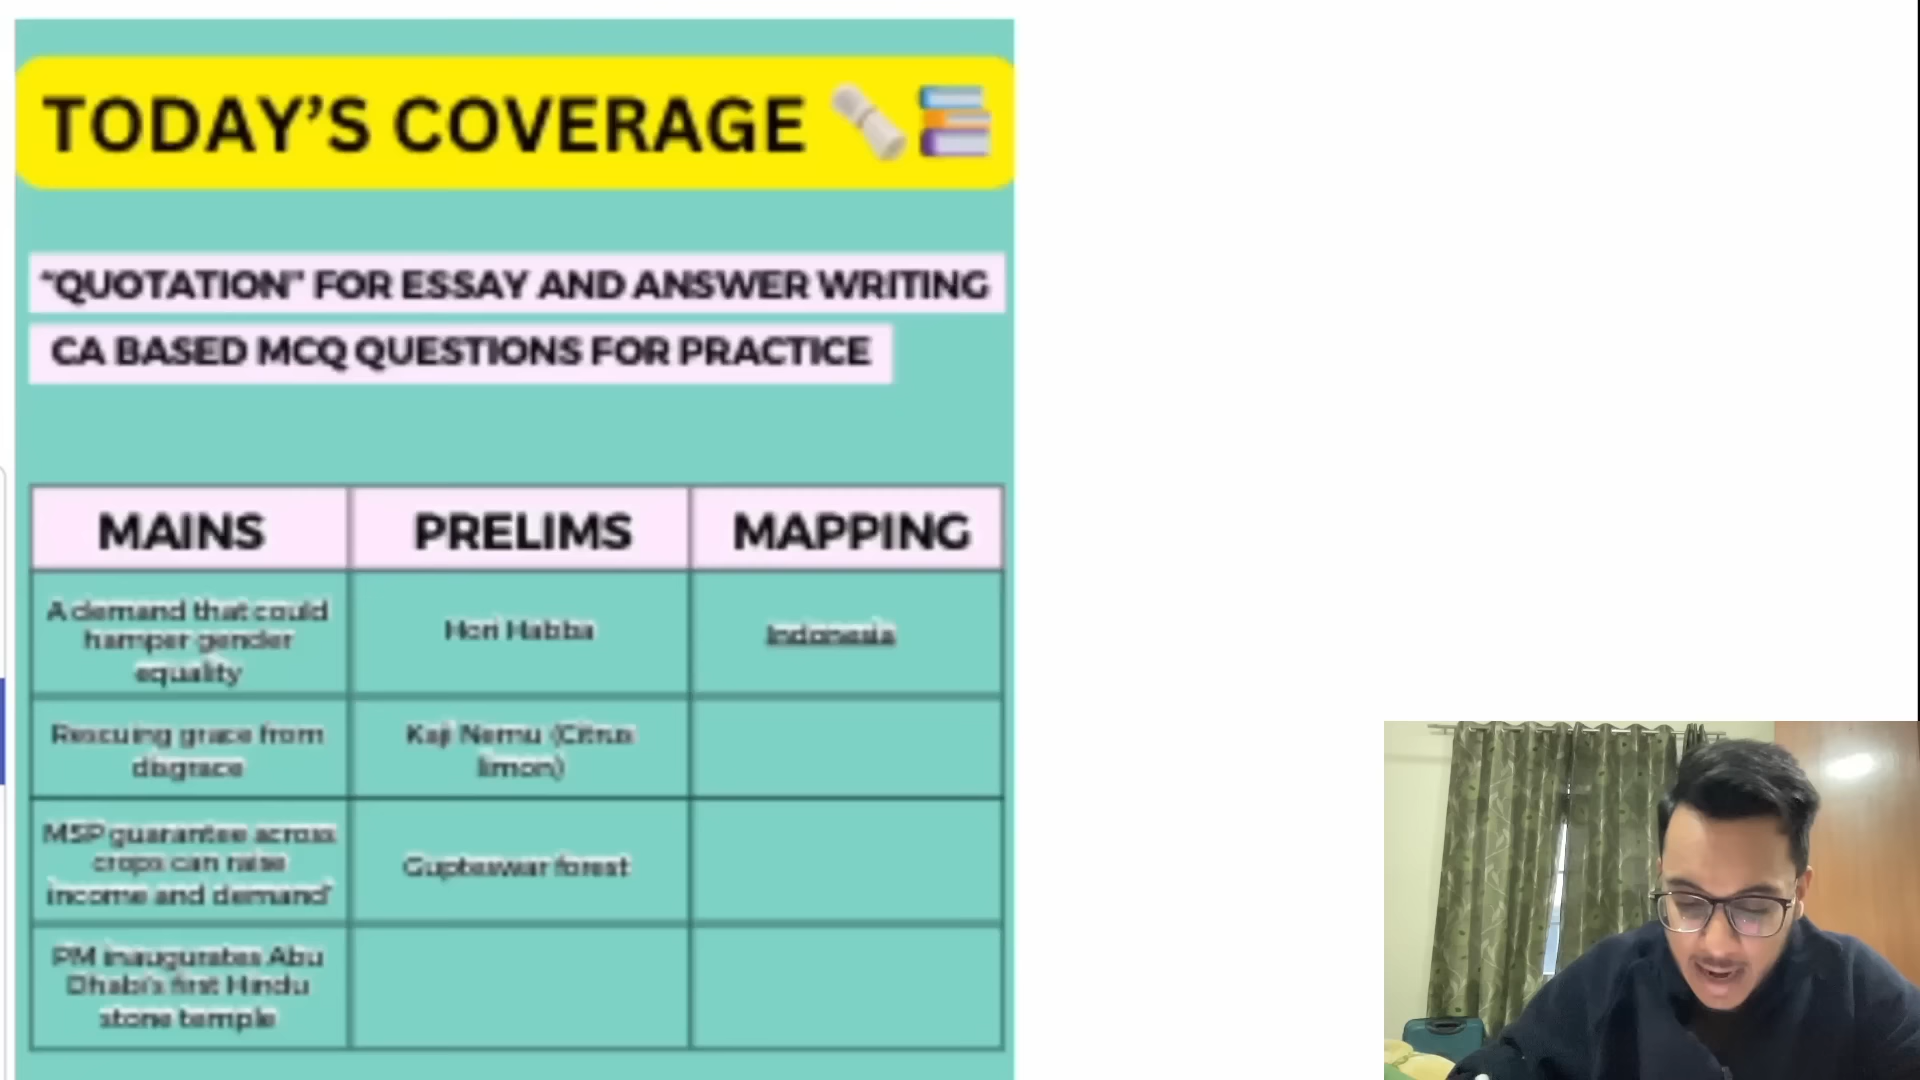 TODAY'S COVERAGE
"QUOTATION" FOR ESSAY AND ANSWER WRITING
CA BASED MCQ QUESTIONS FOR PRACTICE
MAINS PRELIMS MAPPING
A demand that could
hamper gender
equality
Hori Habba
Indonesia
Rescuing grace from
disgrace
Kaji Nemu (Citrus
limon)
MSP guarantee across
crops can raise
income and demand'
Gupteswar forest
PM inaugurates Abu
Dhabi's first Hindu
stone temple